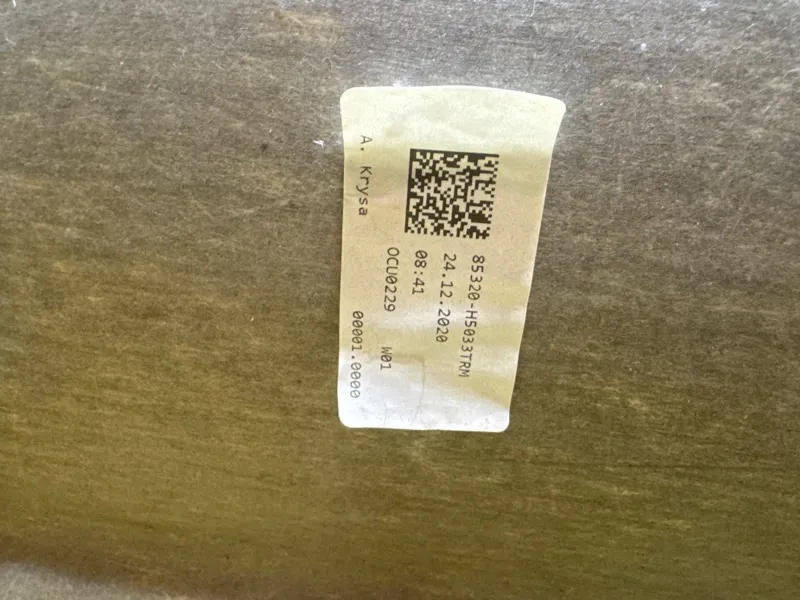 85320-H5033TRM
24.12.2020
08:41
OCU0229 W01
A. Krysa 00001.0000